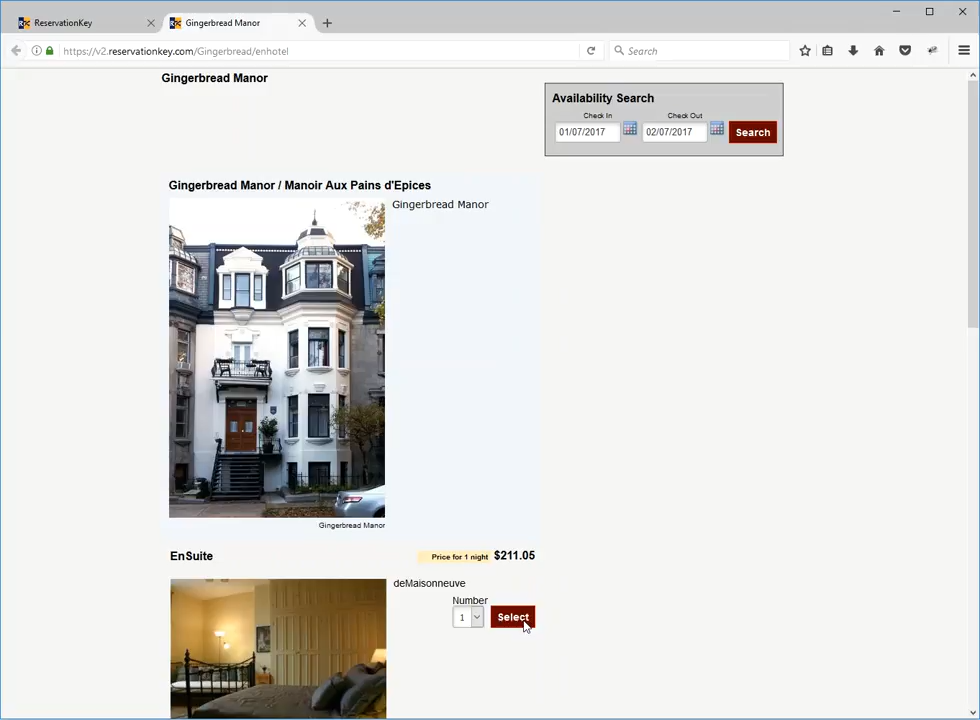 ReservationKey
Gingerbread Manor
https://v2.reservationkey.com/Gingerbread/enhotel
Search
Gingerbread Manor
Availability Search
Check In
Check Out
01/07/2017
02/07/2017
Search
Gingerbread Manor / Manoir Aux Pains d'Epices
Gingerbread Manor
Gingerbread Manor
EnSuite
Price for 1 night $211.05
deMaisonneuve
Number
1
Select